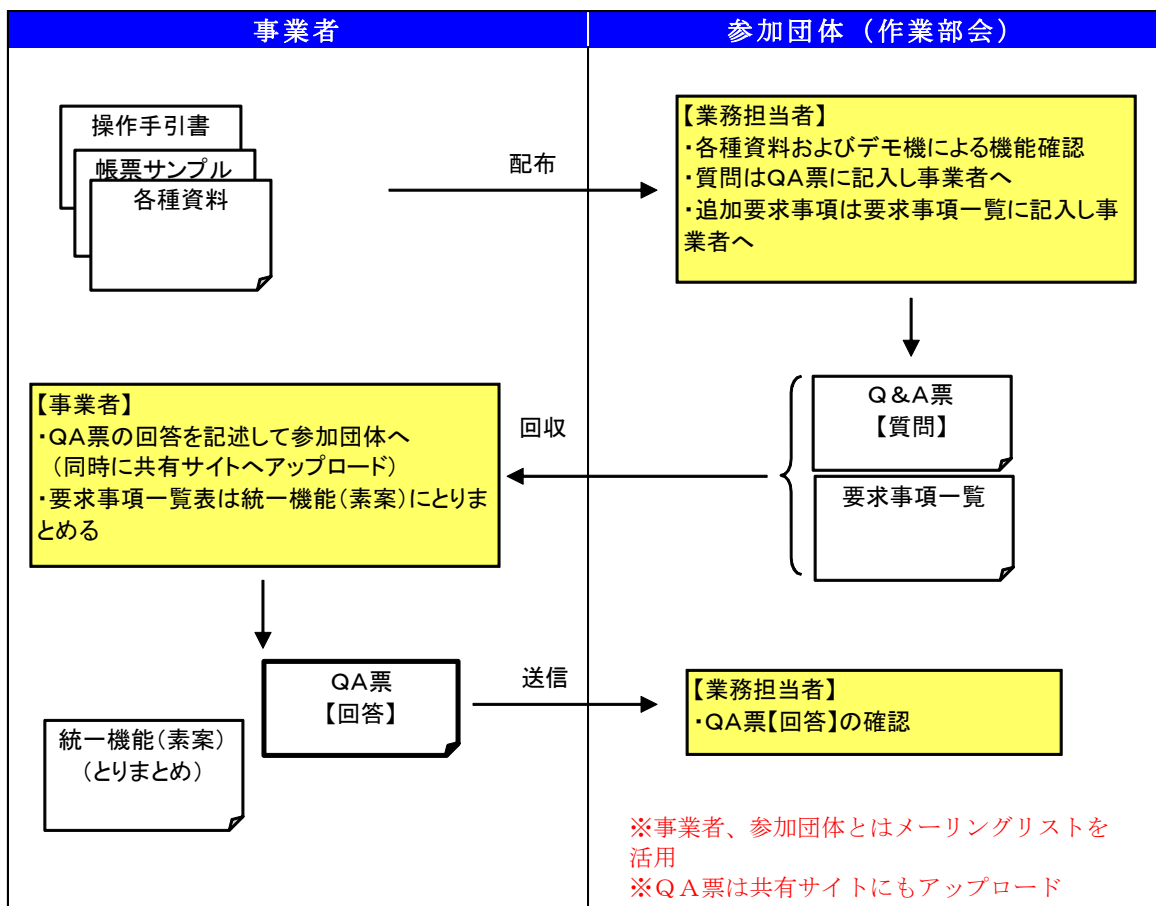 事業者
参加団体（作業部会）
操作手引書
帳票サンプル
各種資料
配布
【業務担当者】
・各種資料およびデモ機による機能確認
・質問はQA票に記入し事業者へ
・追加要求事項は要求事項一覧に記入し事
業者へ
Q＆A票
【質問】
要求事項一覧
回収
【事業者】
・QA票の回答を記述して参加団体へ
（同時に共有サイトへアップロード）
・要求事項一覧表は統一機能（素案）にとりま
とめる
QA票
【回答】
統一機能（素案）
（とりまとめ）
送信
【業務担当者】
・QA票【回答】の確認
※事業者、参加団体とはメーリングリストを
活用
※ＱＡ票は共有サイトにもアップロード